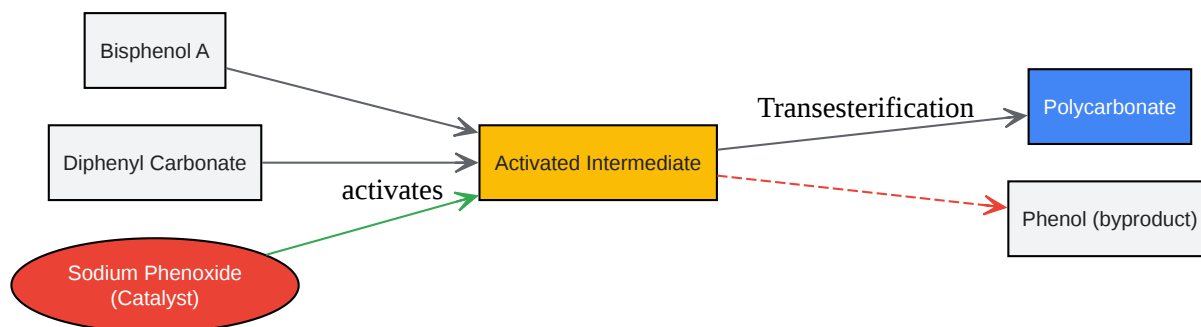 Bisphenol A
Diphenyl Carbonate
activates
Sodium Phenoxide
(Catalyst)
Activated Intermediate
Transesterification
Polycarbonate
Phenol (byproduct)